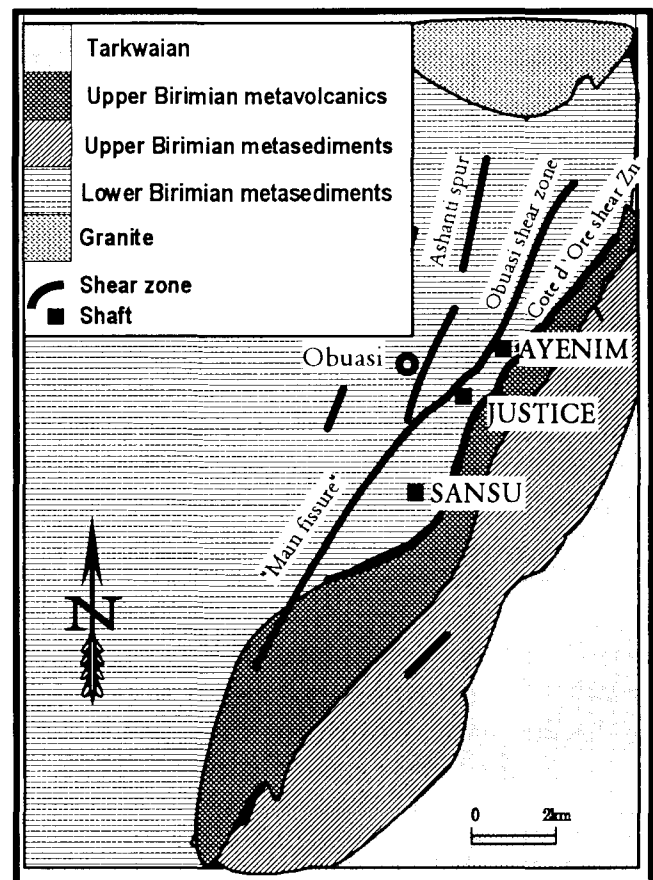 Tarkwaian
Upper Birimian metavolcanics
Upper Birimian metasediments
Lower Birimian metasediments
Granite
Shear zone
Shaft
Ashanti spur
Obuasi shear zone
Cote d'Ore shear Zn
Obuasi
AYENIM
JUSTICE
SANSU
"Main fissure"
N
0 2km